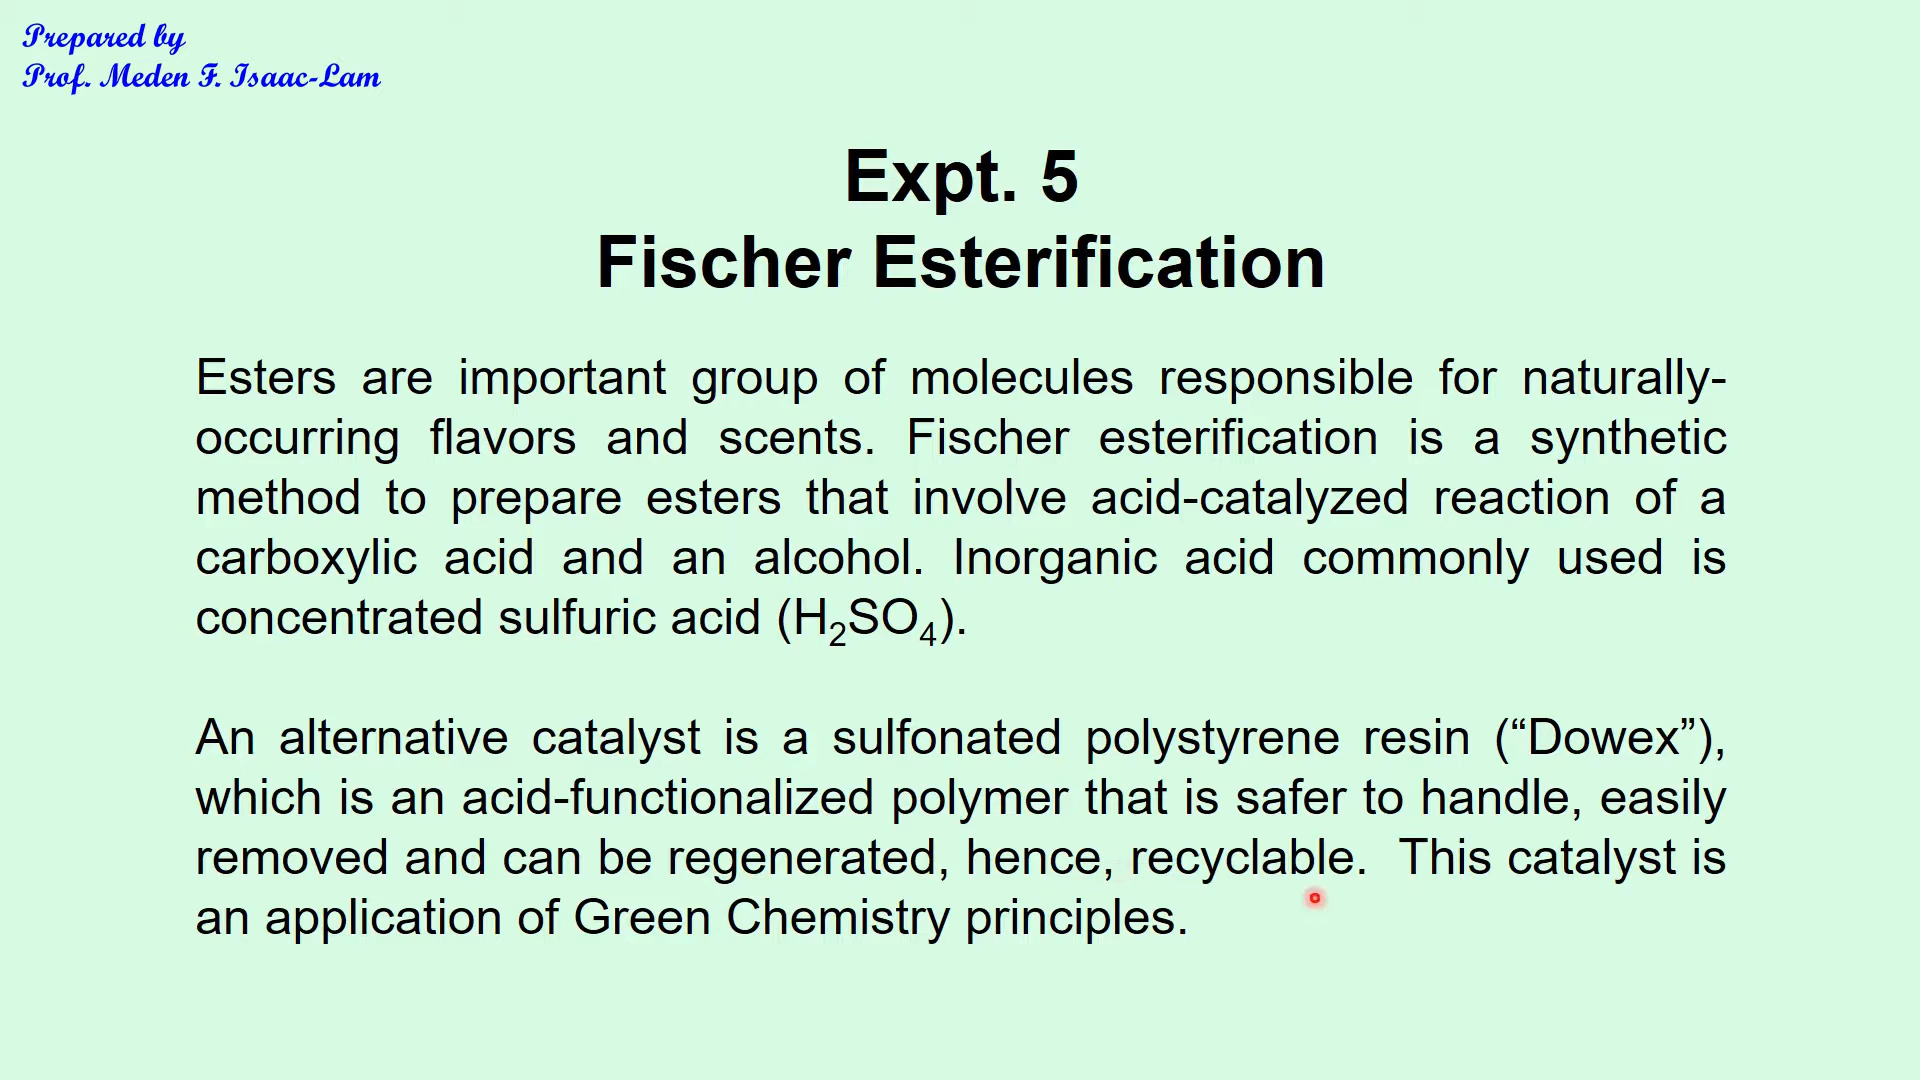 Prepared by
Prof. Meden F. Isaac-Lam
Expt. 5
Fischer Esterification
Esters are important group of molecules responsible for naturally-
occurring flavors and scents. Fischer esterification is a synthetic
method to prepare esters that involve acid-catalyzed reaction of a
carboxylic acid and an alcohol. Inorganic acid commonly used is
concentrated sulfuric acid (H₂SO₄).
An alternative catalyst is a sulfonated polystyrene resin (“Dowex”),
which is an acid-functionalized polymer that is safer to handle, easily
removed and can be regenerated, hence, recyclable.  This catalyst is
an application of Green Chemistry principles.